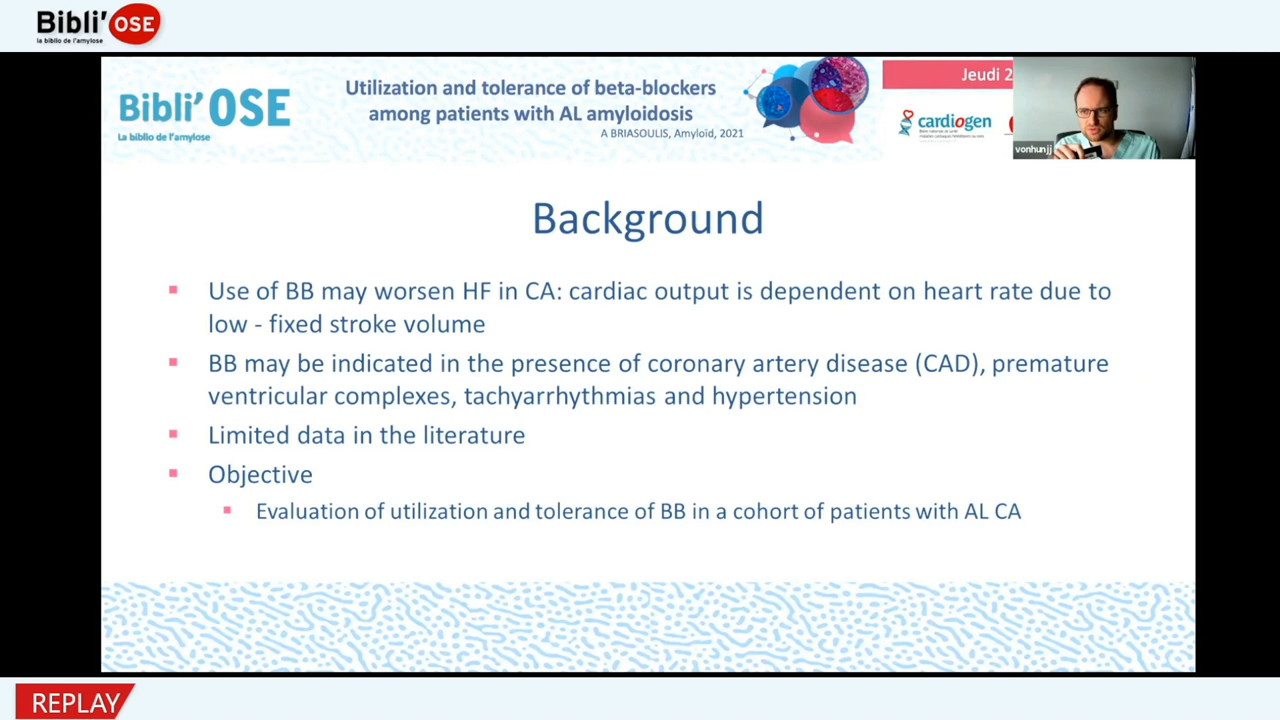 Bibli'OSE
la biblio de l'amylose
Bibli'OSE
La biblio de l'amylose
Utilization and tolerance of beta-blockers
among patients with AL amyloidosis
A BRIASOULIS, Amyloid, 2021
Jeudi 2
cardiogen
vonhunjj
Background
Use of BB may worsen HF in CA: cardiac output is dependent on heart rate due to
low - fixed stroke volume
BB may be indicated in the presence of coronary artery disease (CAD), premature
ventricular complexes, tachyarrhythmias and hypertension
Limited data in the literature
Objective
Evaluation of utilization and tolerance of BB in a cohort of patients with AL CA
REPLAY